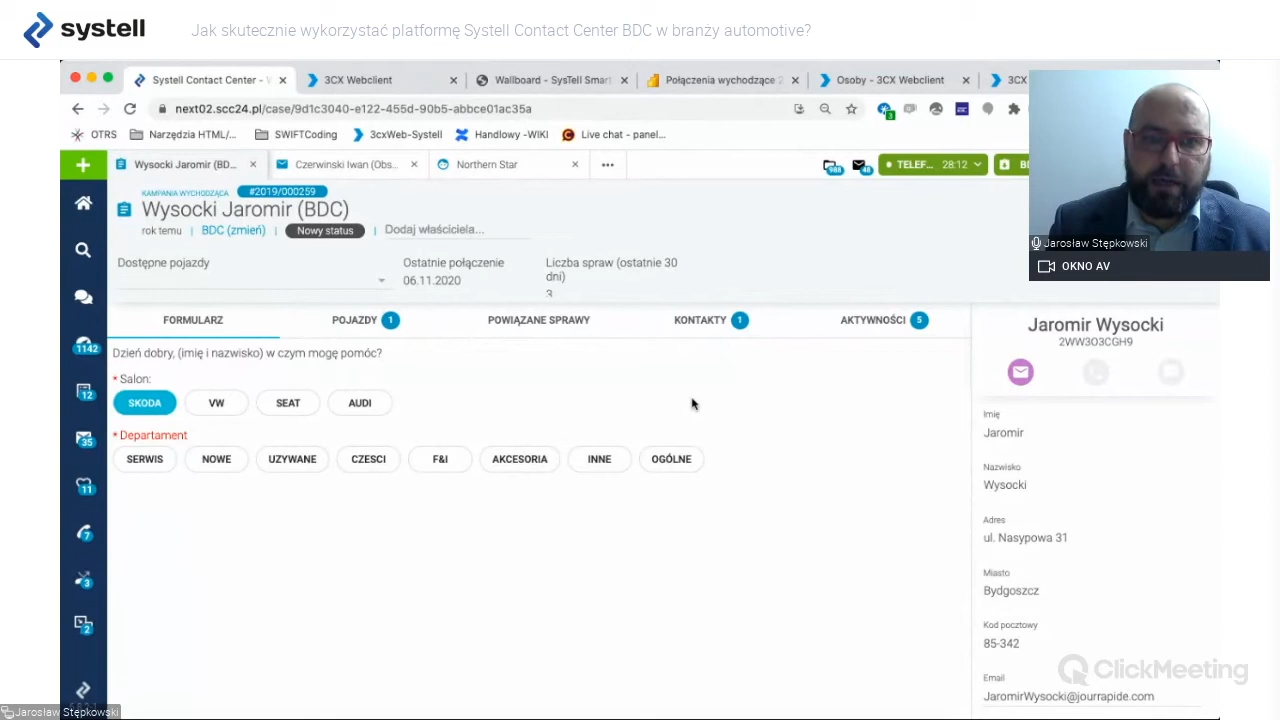 systell
Jak skutecznie wykorzystać platformę Systell Contact Center BDC w branży automotive?
Systell Contact Center - W
3CX Webclient
Wallboard - SysTell Smart
Połączenia wychodzące
Osoby - 3CX Webclient
3CX
next02.scc24.pl/case/9d1c3040-e122-455d-90b5-abbce01ac35a
3
OTRS
Narzędzia HTML/...
SWIFTCoding
3cxWeb-Systell
Handlowy -WIKI
Live chat - panel...
Wysocki Jaromir (BD...
Czerwinski Iwan (Obs...
Northern Star
988
48
TELEF...
28:12
KAMPANIA WYCHODZĄCA
#2019/000259
Wysocki Jaromir (BDC)
rok temu | BDC (zmień) | Nowy status | Dodaj właściciela...
Dostępne pojazdy
Ostatnie połączenie
06.11.2020
Liczba spraw (ostatnie 30
dni)
3
Jarosław Stępkowski
OKNO AV
FORMULARZ
POJAZDY 1
POWIĄZANE SPRAWY
KONTAKTY 1
AKTYWNOŚCI 5
Dzień dobry, (imię i nazwisko) w czym mogę pomóc?
* Salon:
SKODA
VW
SEAT
AUDI
* Departament
SERWIS
NOWE
UZYWANE
CZESCI
F&I
AKCESORIA
INNE
OGÓLNE
1142
12
35
11
7
3
2
Jaromir Wysocki
2WW3O3CGH9
Imię
Jaromir
Nazwisko
Wysocki
Adres
ul. Nasypowa 31
Miasto
Bydgoszcz
Kod pocztowy
85-342
Email
JaromirWysocki@jourrapide.com
ClickMeeting
Jarosław Stępkowski